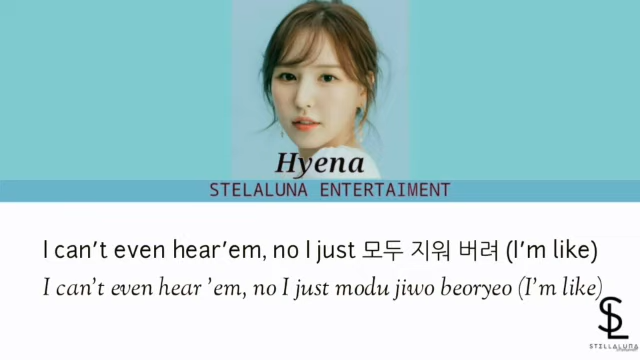 Hyena
STELALUNA ENTERTAIMENT
I can't even hear'em, no I just 모두 지워 버려 (I'm like)
I can't even hear 'em, no I just modu jiwo beoryeo (I'm like)
SL
STELLALUNA